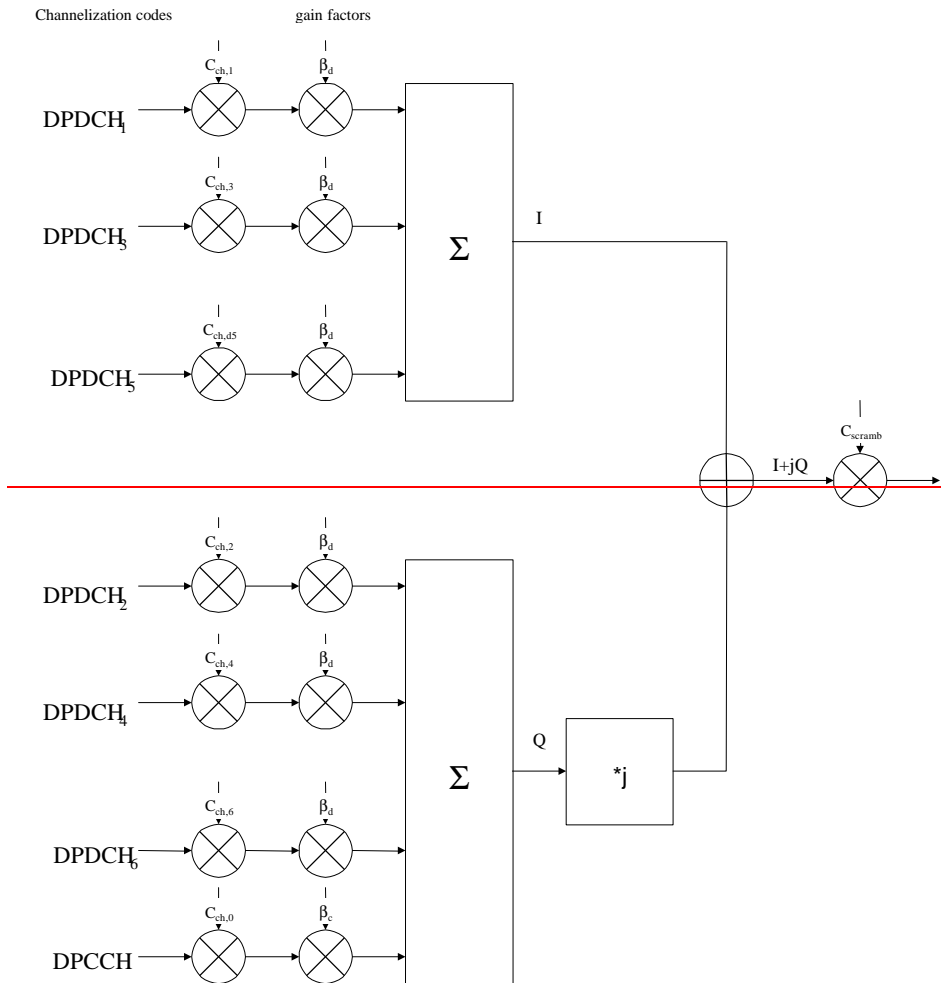 Channelization codes gain factors
C_ch,1 β_d
DPDCH_1
C_ch,3 β_d
DPDCH_3
Σ
I
C_ch,d5 β_d
DPDCH_5
C_scramb
I+jQ
C_ch,2 β_d
DPDCH_2
C_ch,4 β_d
DPDCH_4
Σ
Q
*j
C_ch,6 β_d
DPDCH_6
C_ch,0 β_c
DPCCH